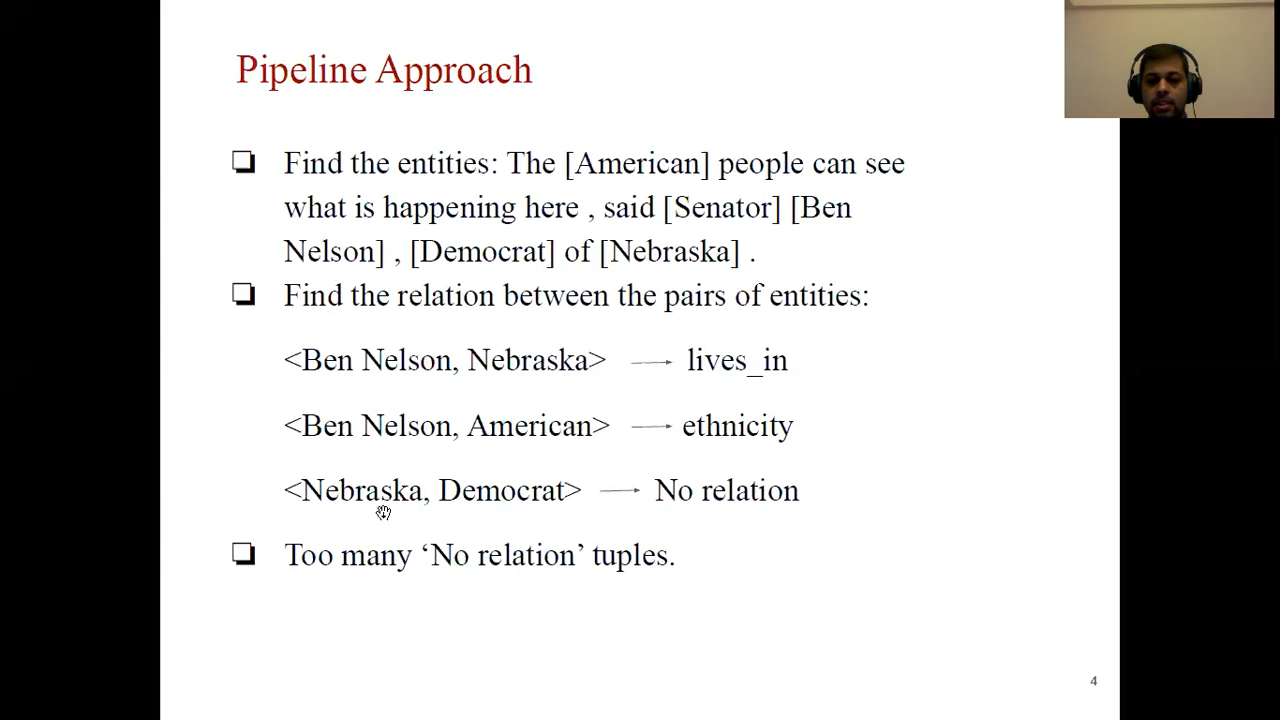 Pipeline Approach
❑ Find the entities: The [American] people can see
what is happening here , said [Senator] [Ben
Nelson] , [Democrat] of [Nebraska] .
❑ Find the relation between the pairs of entities:
<Ben Nelson, Nebraska> → lives_in
<Ben Nelson, American> → ethnicity
<Nebraska, Democrat> → No relation
❑ Too many ‘No relation’ tuples.
4